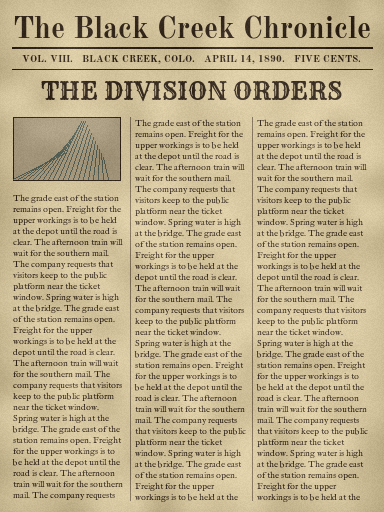 The Black Creek Chronicle
VOL. VIII. BLACK CREEK, COLO. APRIL 14, 1890. FIVE CENTS.
THE DIVISION ORDERS
The grade east of the station
remains open. Freight for the
upper workings is to be held
at the depot until the road is
clear. The afternoon train will
wait for the southern mail.
The company requests that
visitors keep to the public
platform near the ticket
window. Spring water is high
at the bridge. The grade east
of the station remains open.
Freight for the upper
workings is to be held at the
depot until the road is clear.
The afternoon train will wait
for the southern mail. The
company requests that visitors
keep to the public platform
near the ticket window.
Spring water is high at the
bridge. The grade east of the
station remains open. Freight
for the upper workings is to
be held at the depot until the
road is clear. The afternoon
train will wait for the southern
mail. The company requests
The grade east of the station
remains open. Freight for the
upper workings is to be held
at the depot until the road is
clear. The afternoon train will
wait for the southern mail.
The company requests that
visitors keep to the public
platform near the ticket
window. Spring water is high
at the bridge. The grade east
of the station remains open.
Freight for the upper
workings is to be held at the
depot until the road is clear.
The afternoon train will wait
for the southern mail. The
company requests that visitors
keep to the public platform
near the ticket window.
Spring water is high at the
bridge. The grade east of the
station remains open. Freight
for the upper workings is to
be held at the depot until the
road is clear. The afternoon
train will wait for the southern
mail. The company requests
that visitors keep to the public
platform near the ticket
window. Spring water is high
at the bridge. The grade east
of the station remains open.
Freight for the upper
workings is to be held at the
The grade east of the station
remains open. Freight for the
upper workings is to be held
at the depot until the road is
clear. The afternoon train will
wait for the southern mail.
The company requests that
visitors keep to the public
platform near the ticket
window. Spring water is high
at the bridge. The grade east
of the station remains open.
Freight for the upper
workings is to be held at the
depot until the road is clear.
The afternoon train will wait
for the southern mail. The
company requests that visitors
keep to the public platform
near the ticket window.
Spring water is high at the
bridge. The grade east of the
station remains open. Freight
for the upper workings is to
be held at the depot until the
road is clear. The afternoon
train will wait for the southern
mail. The company requests
that visitors keep to the public
platform near the ticket
window. Spring water is high
at the bridge. The grade east
of the station remains open.
Freight for the upper
workings is to be held at the